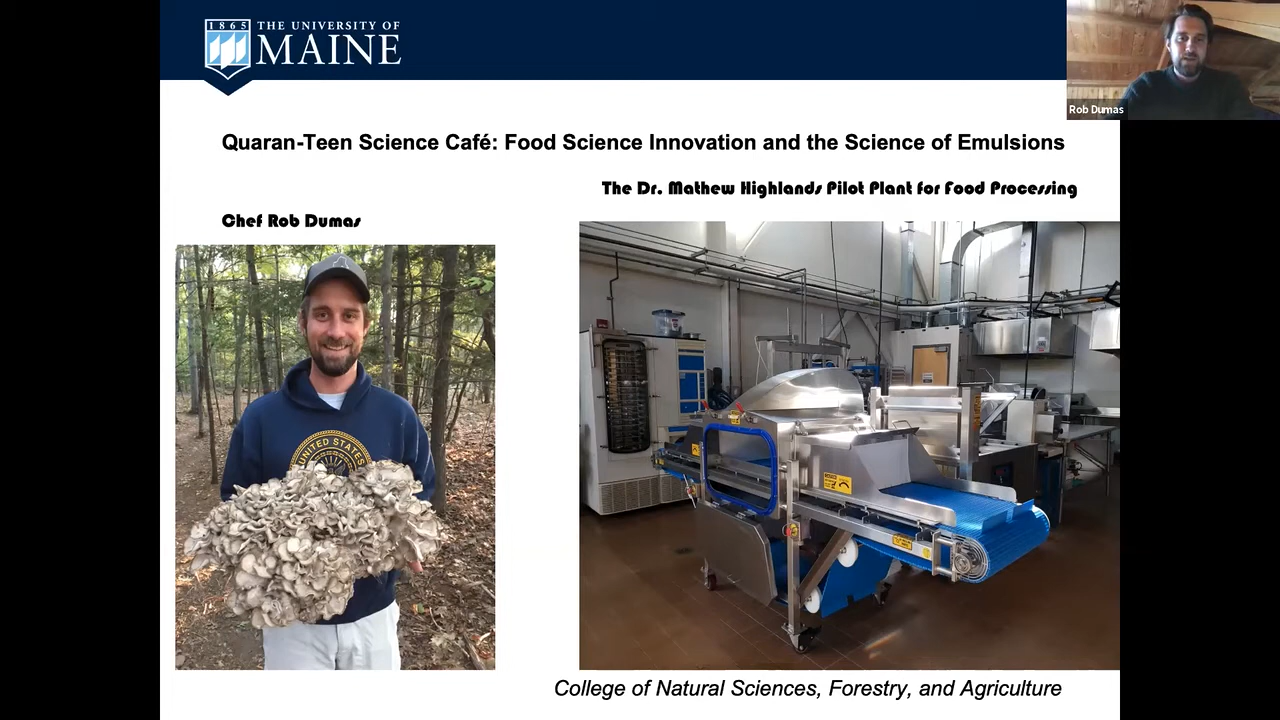 1865
THE UNIVERSITY OF
MAINE
Rob Dumas
Quaran-Teen Science Café: Food Science Innovation and the Science of Emulsions
The Dr. Mathew Highlands Pilot Plant for Food Processing
Chef Rob Dumas
UNITED STATES
College of Natural Sciences, Forestry, and Agriculture